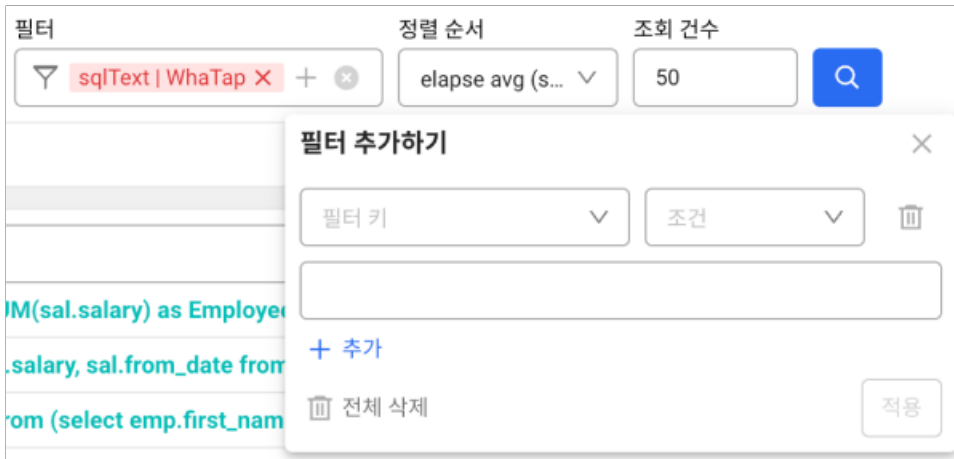 필터 정렬 순서 조회 건수
sqlText | WhaTap elapse avg (s... 50
필터 추가하기
필터 키 조건
UM(sal.salary) as Employe
+ 추가
.salary, sal.from_date from
전체 삭제 적용
rom (select emp.first_nam